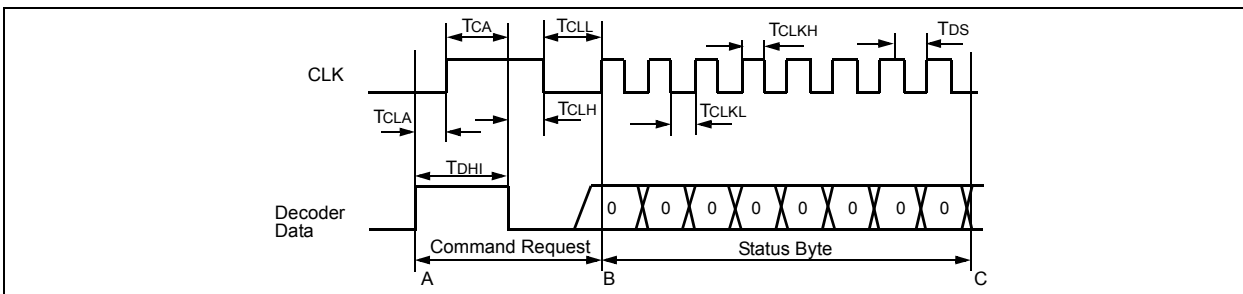 TCA TCLL TCLKH TDS
CLK
TCLA TCLH TCLKL
TDHI
Decoder
Data
0 0 0 0 0 0 0 0
Command Request Status Byte
A B C